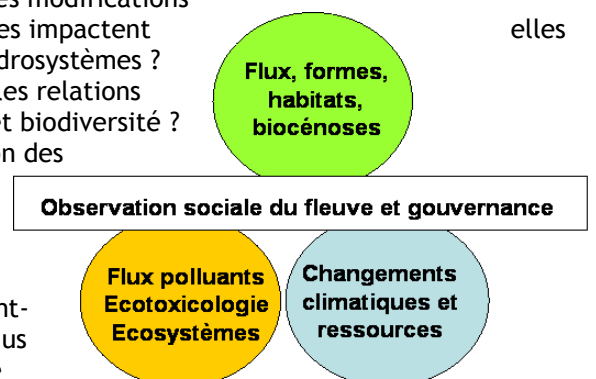 es modifications
es impactent elles
drosystèmes ?
les relations
et biodiversité ?
on des
Flux, formes,
habitats,
biocénoses
Observation sociale du fleuve et gouvernance
Flux polluants
Ecotoxicologie
Ecosystèmes
Changements
climatiques et
ressources
nt-
us